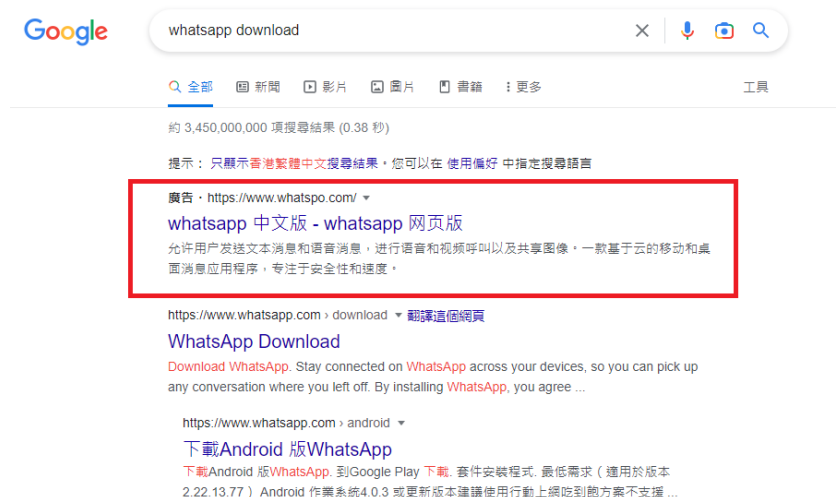 Google
whatsapp download
全部 新聞 影片 圖片 書籍 更多 工具
約 3,450,000,000 項搜尋結果 (0.38 秒)
提示： 只顯示香港繁體中文搜尋結果。您可以在 使用偏好 中指定搜尋語言
廣告 · https://www.whatspo.com/
whatsapp 中文版 - whatsapp 网页版
允许用户发送文本消息和语音消息，进行语音和视频呼叫以及共享图像。一款基于云的移动和桌
面消息应用程序，专注于安全性和速度。
https://www.whatsapp.com › download 翻譯這個網頁
WhatsApp Download
Download WhatsApp. Stay connected on WhatsApp across your devices, so you can pick up
any conversation where you left off. By installing WhatsApp, you agree ...
https://www.whatsapp.com › android
下載Android 版WhatsApp
下載Android 版WhatsApp. 到Google Play 下載. 套件安裝程式. 最低需求（適用於版本
2.22.13.77 ） Android 作業系統4.0.3 或更新版本建議使用行動上網吃到飽方案不支援 ...